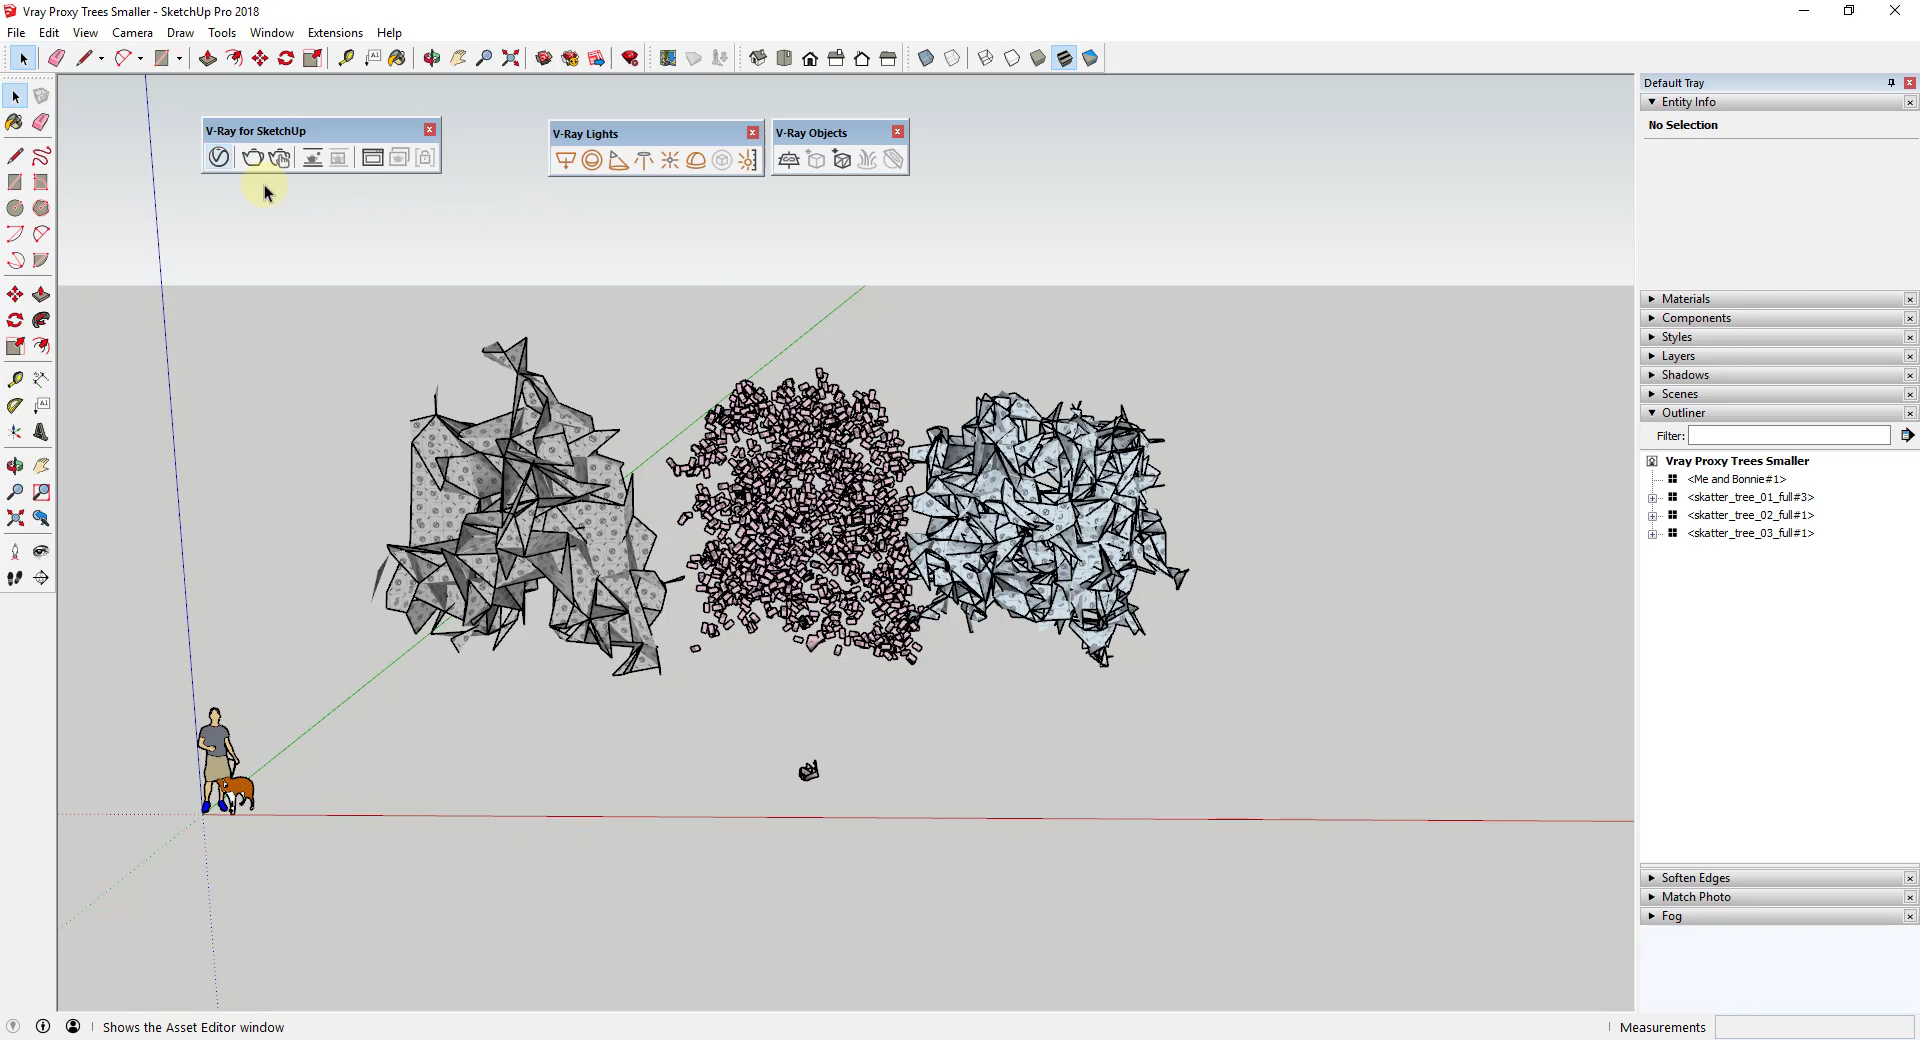 Vray Proxy Trees Smaller - SketchUp Pro 2018
File Edit View Camera Draw Tools Window Extensions Help
Default Tray
Entity Info
No Selection
V-Ray for SketchUp
V-Ray Lights
V-Ray Objects
Materials
Components
Styles
Layers
Shadows
Scenes
Outliner
Filter:
Vray Proxy Trees Smaller
<Me and Bonnie#1>
<skatter_tree_01_full#3>
<skatter_tree_02_full#1>
<skatter_tree_03_full#1>
Soften Edges
Match Photo
Fog
Shows the Asset Editor window
Measurements